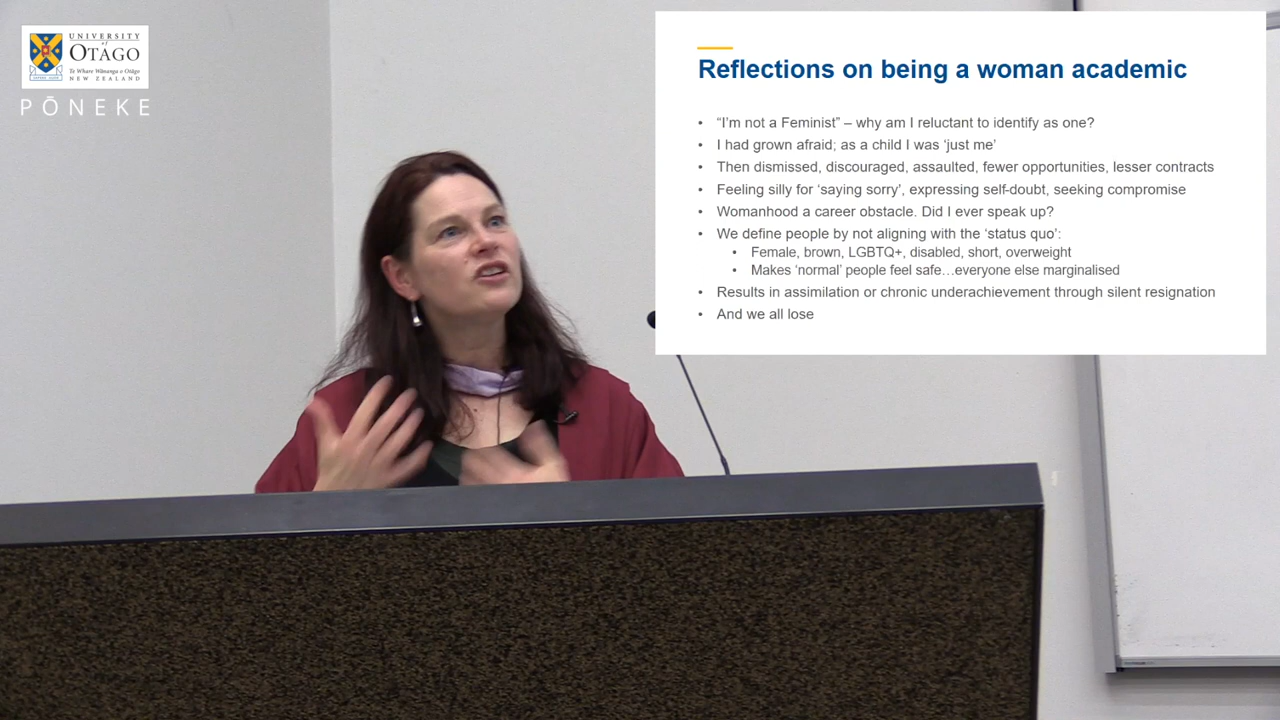 UNIVERSITY
of
OTAGO
Te Whare Wānanga o Otāgo
NEW ZEALAND
PŌNEKE
Reflections on being a woman academic
• “I’m not a Feminist” – why am I reluctant to identify as one?
• I had grown afraid; as a child I was ‘just me’
• Then dismissed, discouraged, assaulted, fewer opportunities, lesser contracts
• Feeling silly for ‘saying sorry’, expressing self-doubt, seeking compromise
• Womanhood a career obstacle. Did I ever speak up?
• We define people by not aligning with the ‘status quo’:
• Female, brown, LGBTQ+, disabled, short, overweight
• Makes ‘normal’ people feel safe…everyone else marginalised
• Results in assimilation or chronic underachievement through silent resignation
• And we all lose